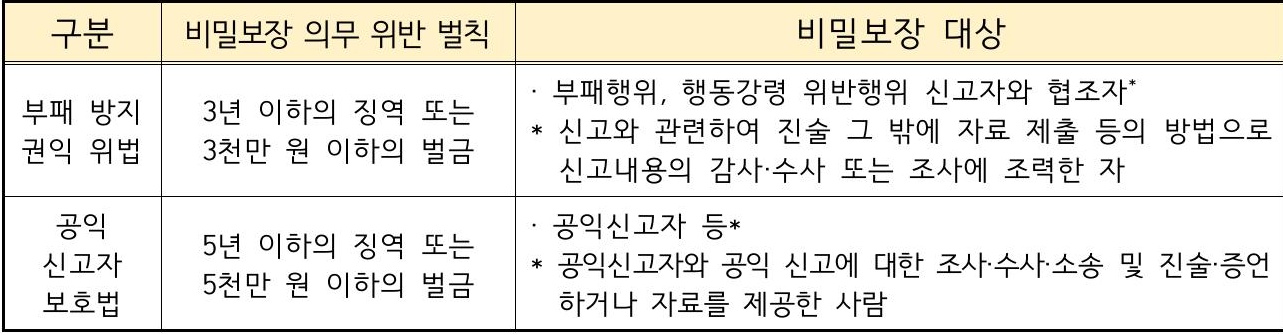 구분
비밀보장 의무 위반 벌칙
비밀보장 대상
부패 방지
권익 위법
3년 이하의 징역 또는
3천만 원 이하의 벌금
· 부패행위, 행동강령 위반행위 신고자와 협조자*
* 신고와 관련하여 진술 그 밖에 자료 제출 등의 방법으로
신고내용의 감사·수사 또는 조사에 조력한 자
공익
신고자
보호법
5년 이하의 징역 또는
5천만 원 이하의 벌금
· 공익신고자 등*
* 공익신고자와 공익 신고에 대한 조사·수사·소송 및 진술·증언
하거나 자료를 제공한 사람